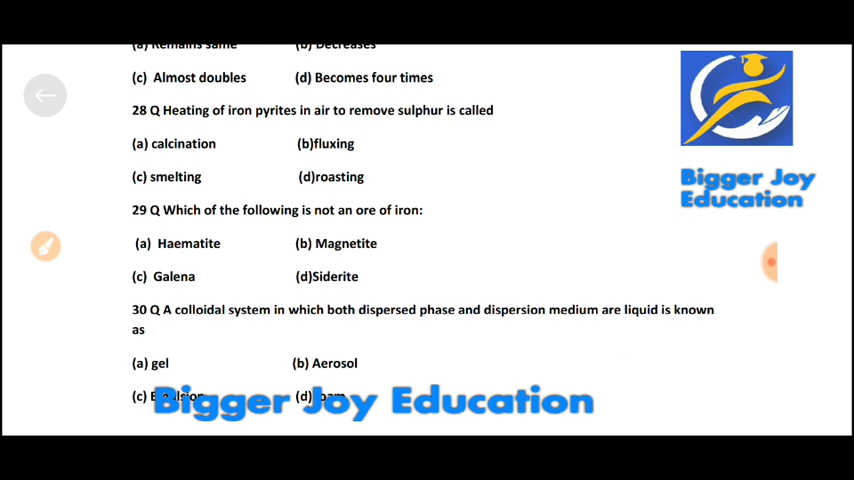 (a) Remains same (b) Decreases
(c) Almost doubles (d) Becomes four times
28 Q Heating of iron pyrites in air to remove sulphur is called
(a) calcination (b)fluxing
(c) smelting (d)roasting
29 Q Which of the following is not an ore of iron:
(a) Haematite (b) Magnetite
(c) Galena (d)Siderite
30 Q A colloidal system in which both dispersed phase and dispersion medium are liquid is known
as
(a) gel (b) Aerosol
(c) (d)
Bigger Joy Education
Bigger Joy
Education